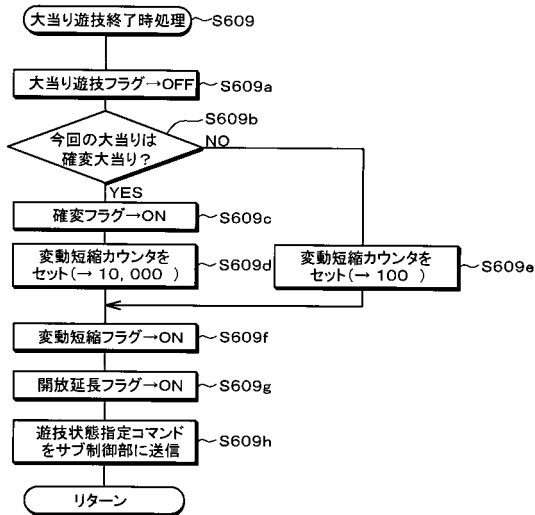 大当り遊技終了時処理
S609
大当り遊技フラグ→OFF
S609a
S609b
今回の大当りは
確変大当り？
NO
YES
確変フラグ→ON
S609c
変動短縮カウンタを
セット(→ 10,000 )
S609d
変動短縮カウンタを
セット(→ 100 )
S609e
変動短縮フラグ→ON
S609f
開放延長フラグ→ON
S609g
遊技状態指定コマンド
をサブ制御部に送信
S609h
リターン